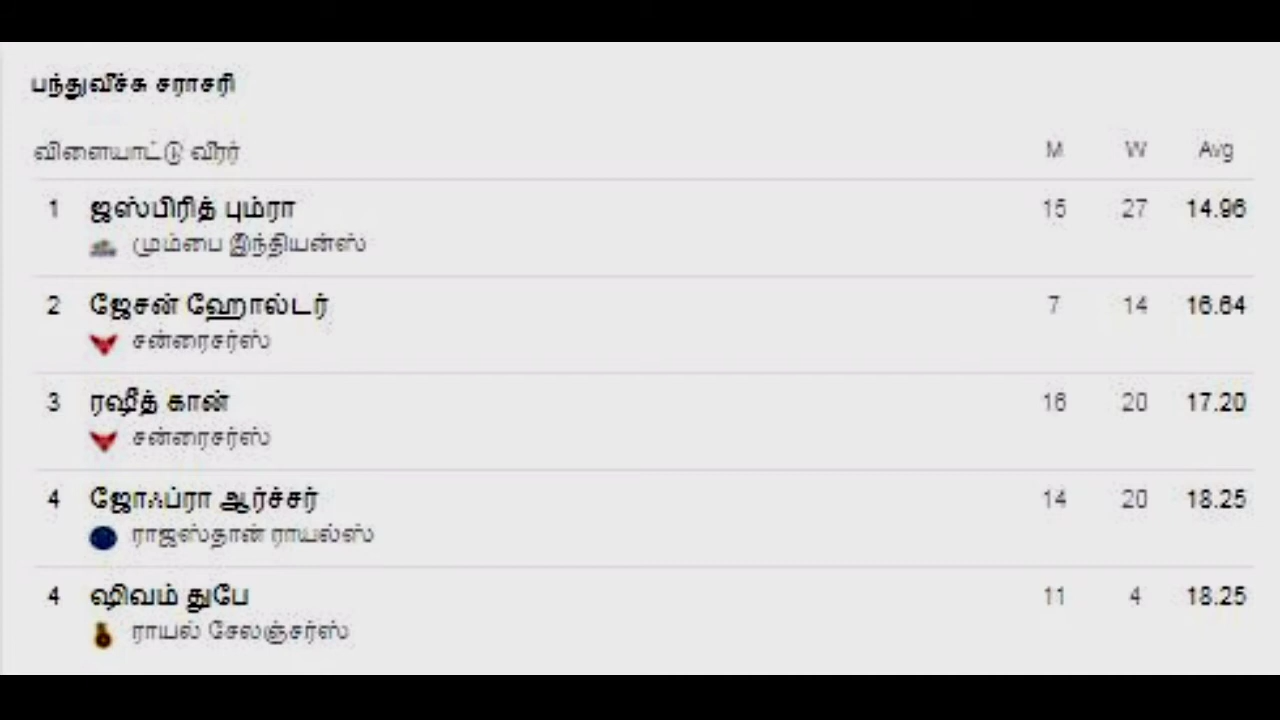 பந்துவீச்சு சராசரி
விளையாட்டு வீரர் M W Avg
1 ஜஸ்பிரித் பும்ரா 15 27 14.96
மும்பை இந்தியன்ஸ்
2 ஜேசன் ஹோல்டர் 7 14 16.64
சன்ரைசர்ஸ்
3 ரஷீத் கான் 16 20 17.20
சன்ரைசர்ஸ்
4 ஜோஃப்ரா ஆர்ச்சர் 14 20 18.25
ராஜஸ்தான் ராயல்ஸ்
4 ஷிவம் துபே 11 4 18.25
ராயல் சேலஞ்சர்ஸ்